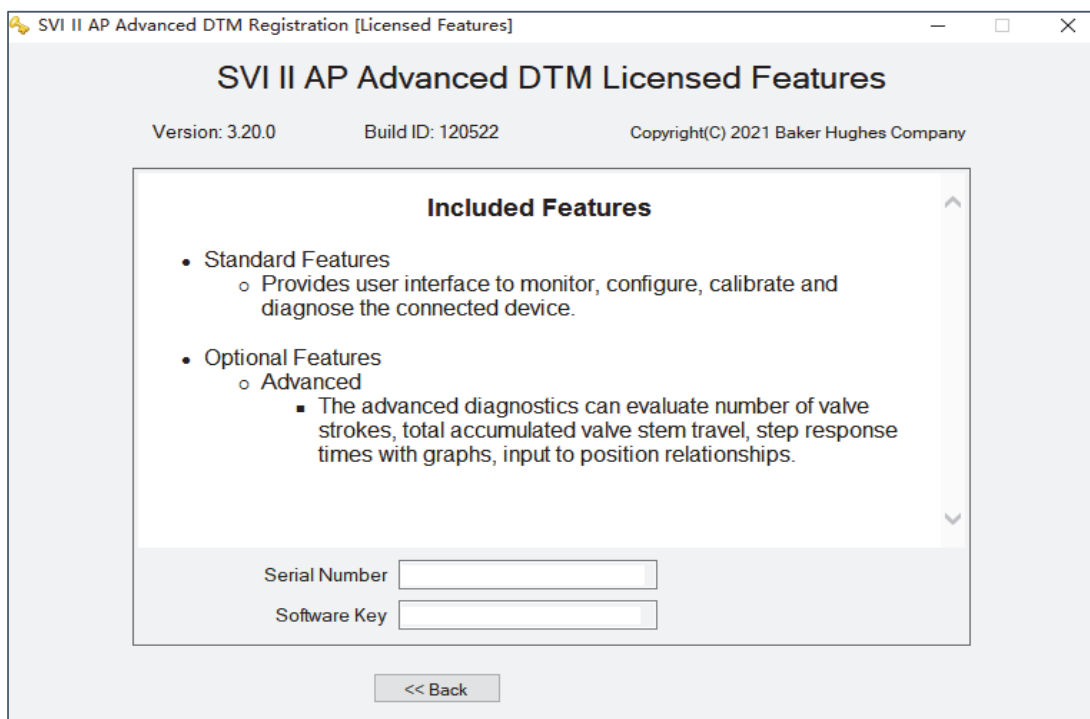 SVI II AP Advanced DTM Registration [Licensed Features]
SVI II AP Advanced DTM Licensed Features
Version: 3.20.0 Build ID: 120522 Copyright(C) 2021 Baker Hughes Company
Included Features
• Standard Features
o Provides user interface to monitor, configure, calibrate and
diagnose the connected device.
• Optional Features
o Advanced
▪ The advanced diagnostics can evaluate number of valve
strokes, total accumulated valve stem travel, step response
times with graphs, input to position relationships.
Serial Number
Software Key
<< Back